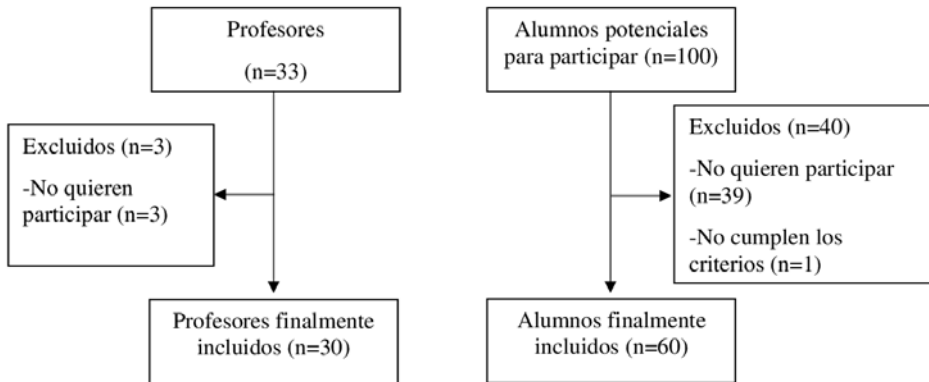 Profesores
(n=33)
Excluidos (n=3)
-No quieren
participar (n=3)
Profesores finalmente
incluidos (n=30)
Alumnos potenciales
para participar (n=100)
Excluidos (n=40)
-No quieren participar
(n=39)
-No cumplen los
criterios (n=1)
Alumnos finalmente
incluidos (n=60)